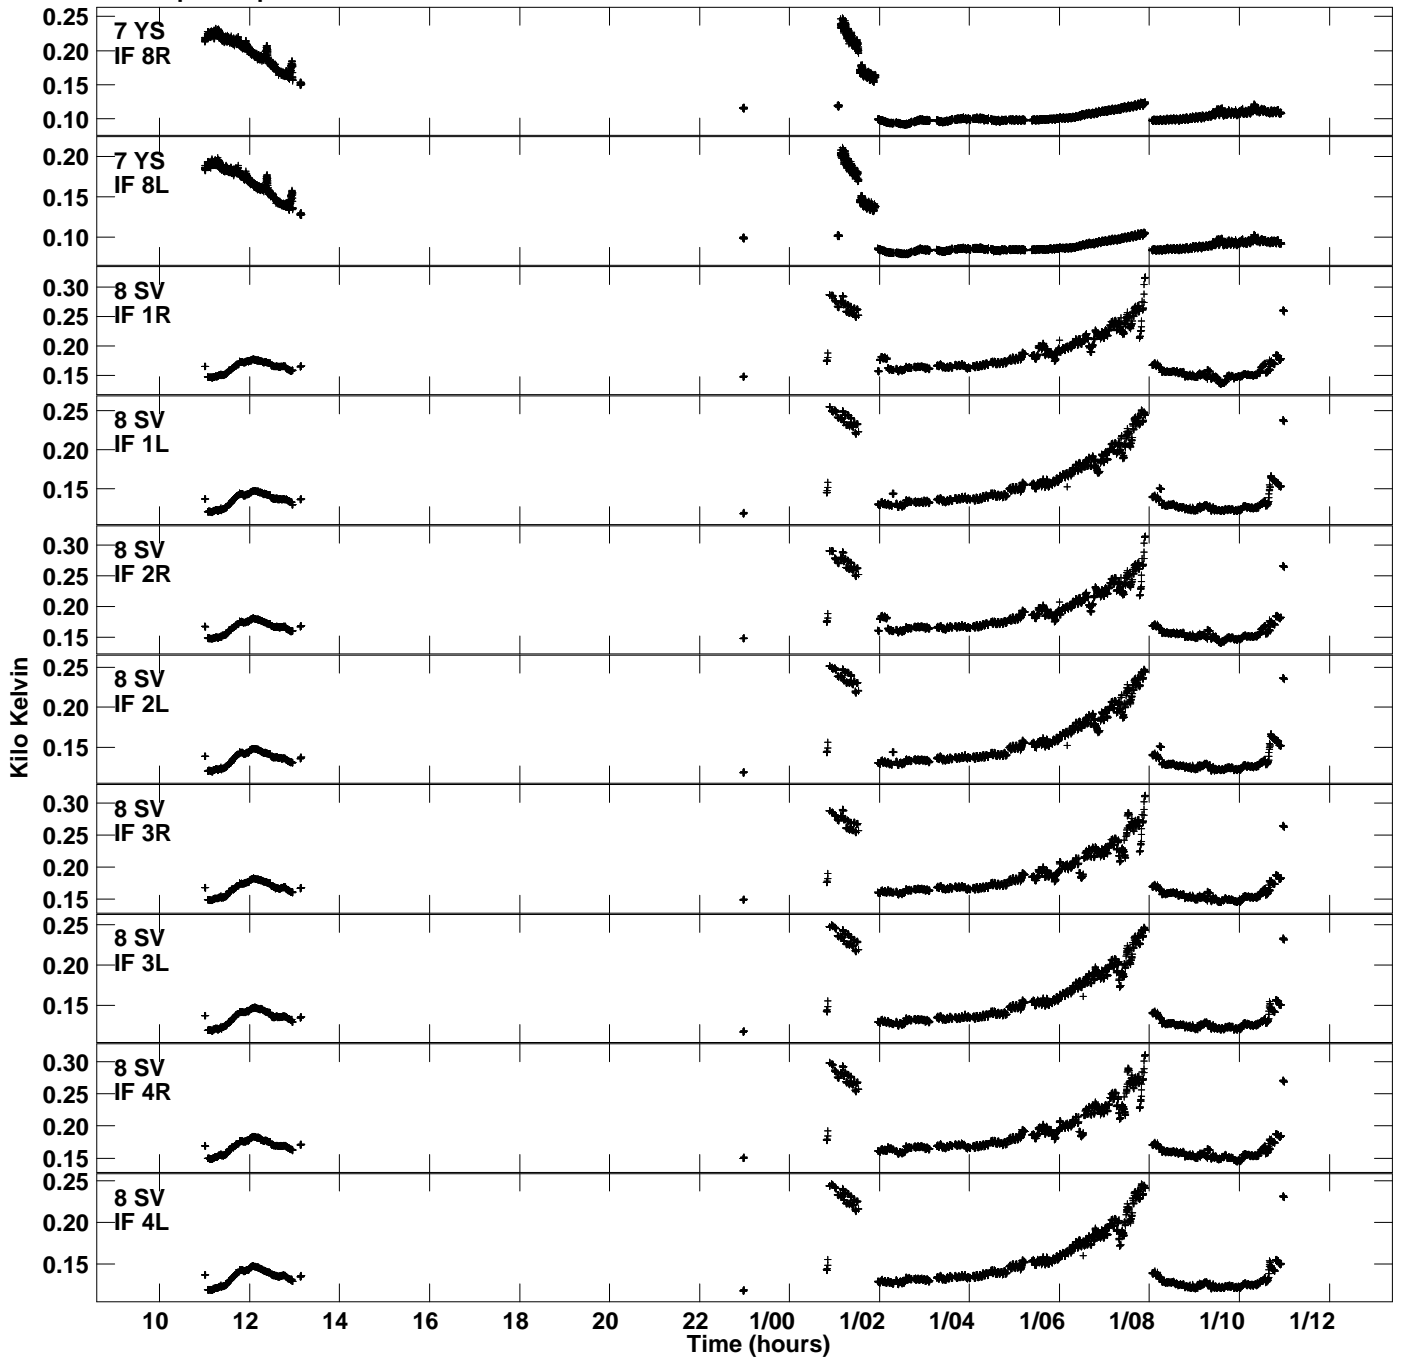 0.25
0.20
0.15
0.10
7 YS
IF 8R
0.20
0.15
0.10
7 YS
IF 8L
0.30
0.25
0.20
0.15
8 SV
IF 1R
0.25
0.20
0.15
8 SV
IF 1L
0.30
0.25
0.20
0.15
8 SV
IF 2R
0.25
0.20
0.15
8 SV
IF 2L
0.30
0.25
0.20
0.15
8 SV
IF 3R
0.25
0.20
0.15
8 SV
IF 3L
0.30
0.25
0.20
0.15
8 SV
IF 4R
0.25
0.20
0.15
8 SV
IF 4L
Kilo Kelvin
10 12 14 16 18 20 22 1/00 1/02 1/04 1/06 1/08 1/10 1/12
Time (hours)